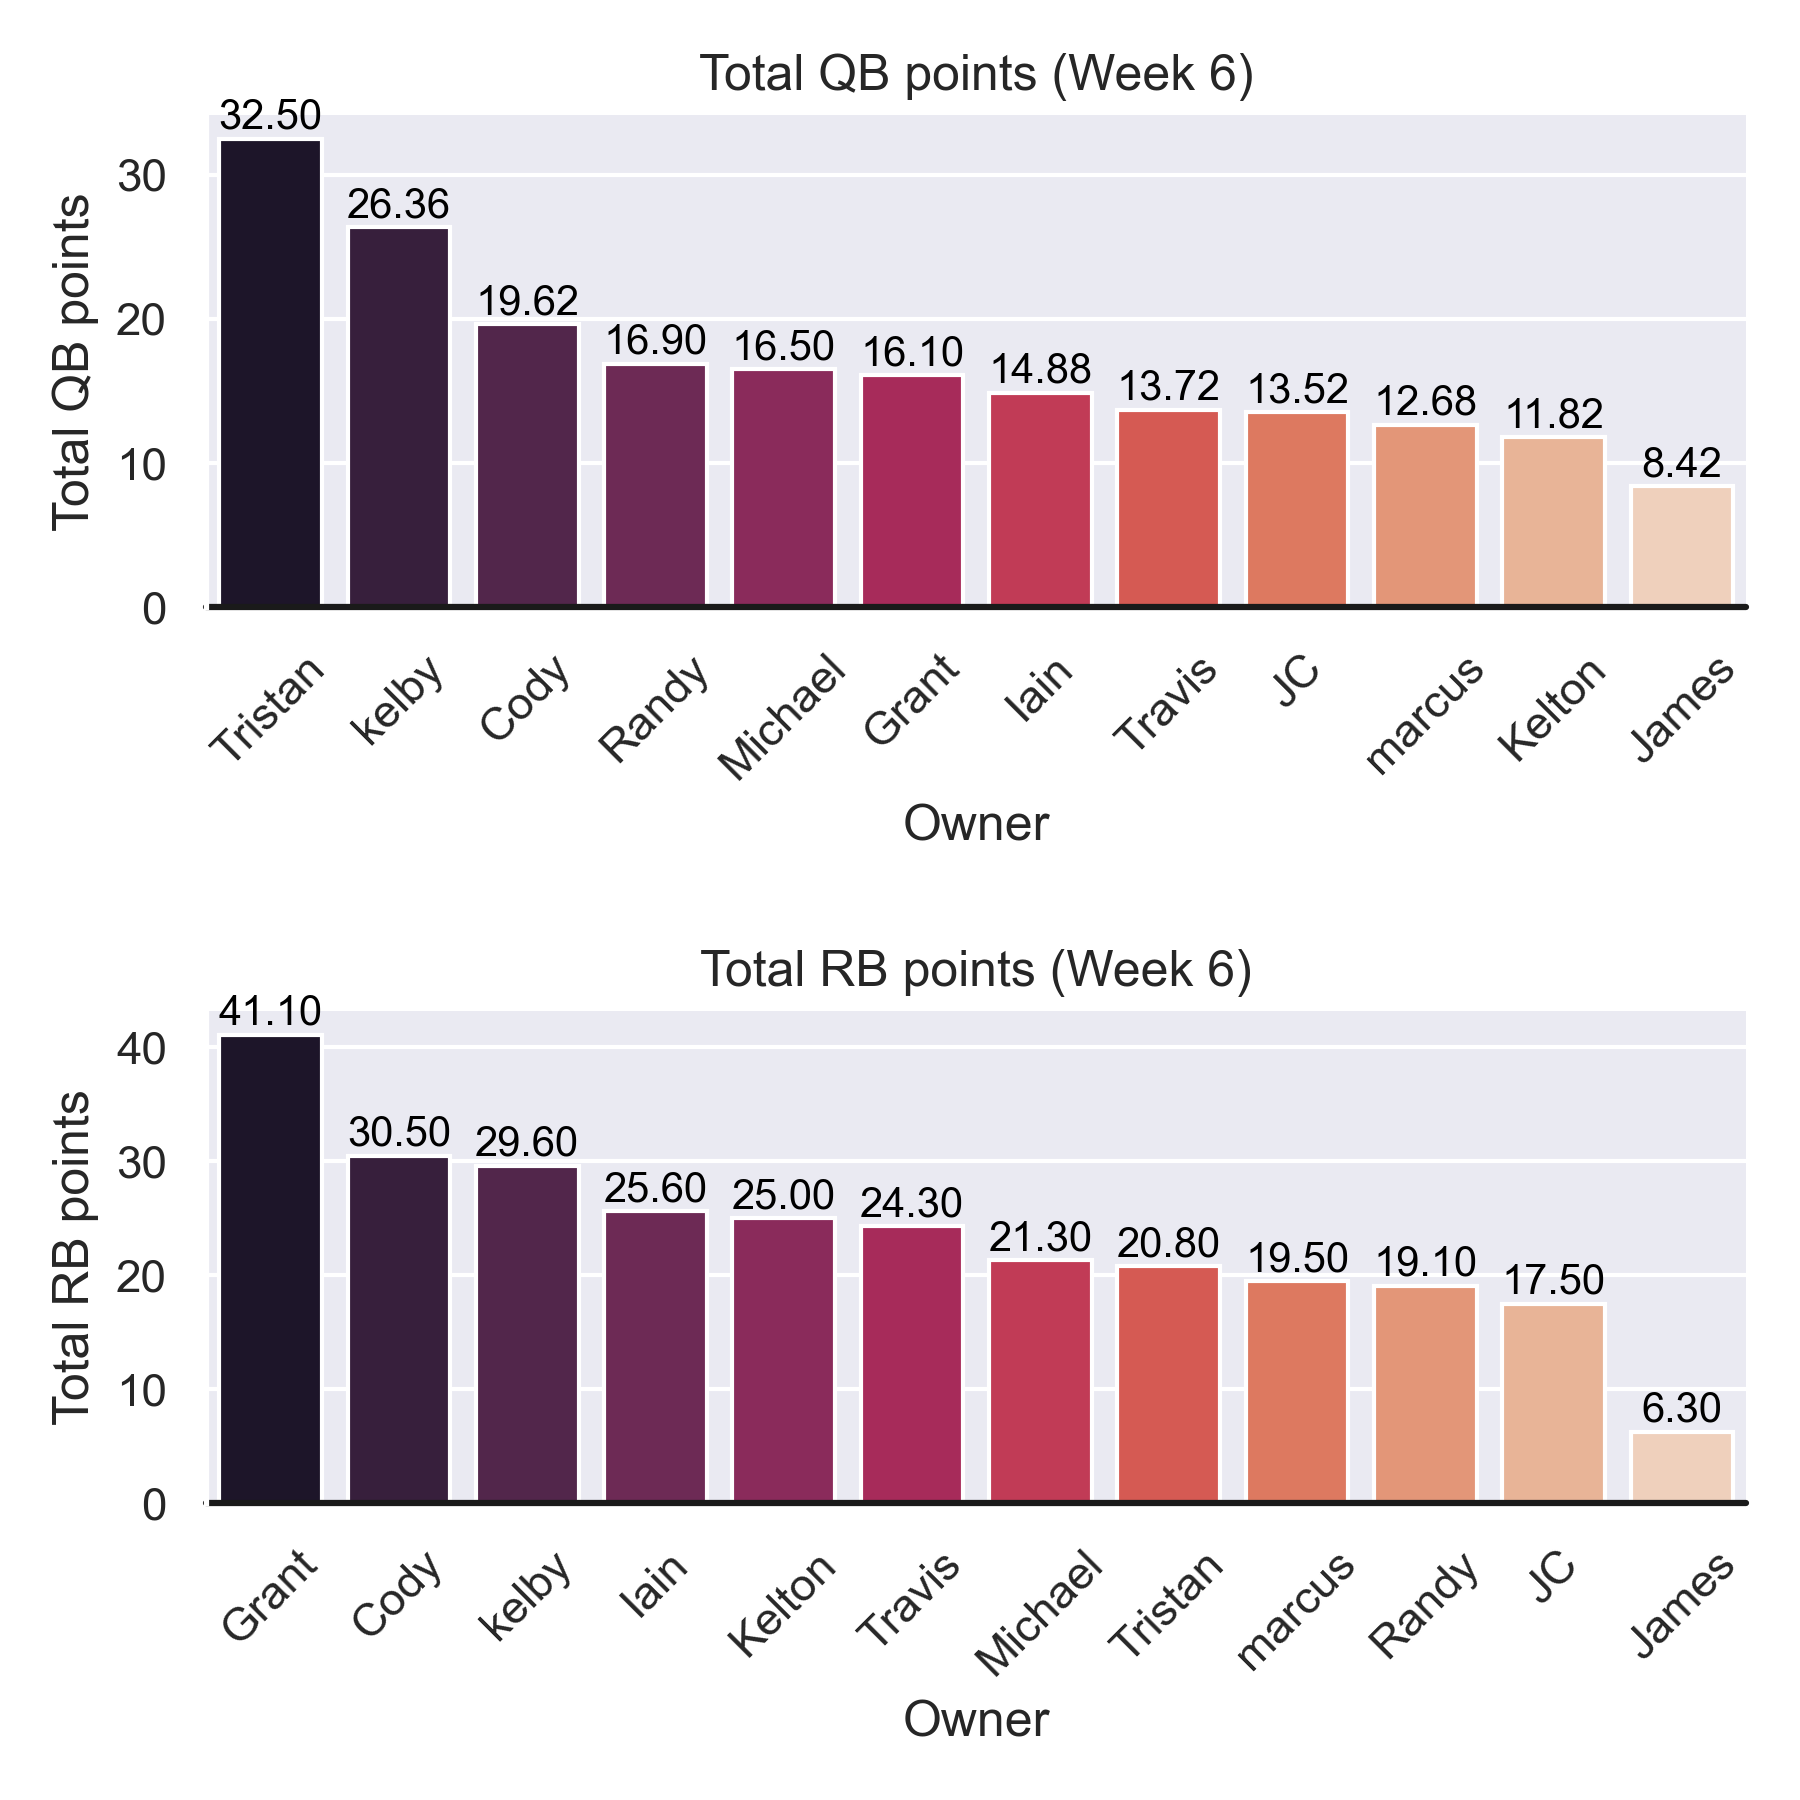 Total QB points (Week 6)
32.50
26.36
19.62
16.90
16.50
16.10
14.88
13.72
13.52
12.68
11.82
8.42
30
20
10
0
Total QB points
Tristan
kelby
Cody
Randy
Michael
Grant
Iain
Travis
JC
marcus
Kelton
James
Owner
Total RB points (Week 6)
41.10
30.50
29.60
25.60
25.00
24.30
21.30
20.80
19.50
19.10
17.50
6.30
40
30
20
10
0
Total RB points
Grant
Cody
kelby
Iain
Kelton
Travis
Michael
Tristan
marcus
Randy
JC
James
Owner